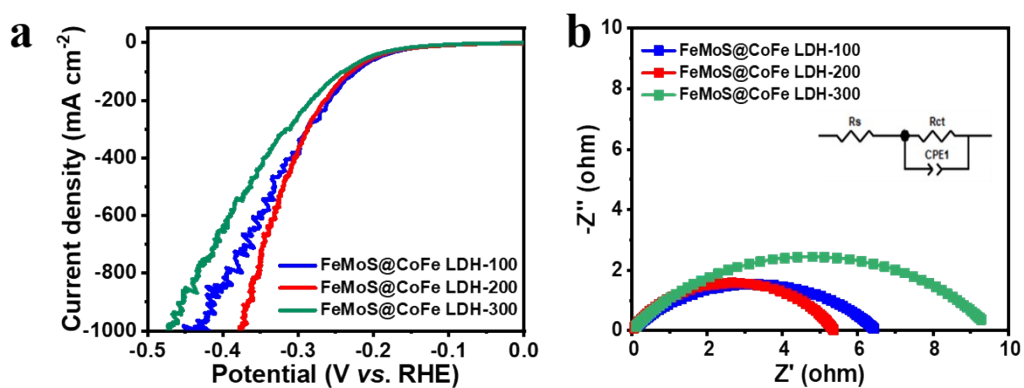 a
Current density (mA cm-2)
0
-200
-400
-600
-800
-1000
FeMoS@CoFe LDH-100
FeMoS@CoFe LDH-200
FeMoS@CoFe LDH-300
-0.5 -0.4 -0.3 -0.2 -0.1 0.0
Potential (V vs. RHE)
b
-Z'' (ohm)
-10
-8
-6
-4
-2
0
FeMoS@CoFe LDH-100
FeMoS@CoFe LDH-200
FeMoS@CoFe LDH-300
Rs Rct
CPE1
0 2 4 6 8 10
Z' (ohm)